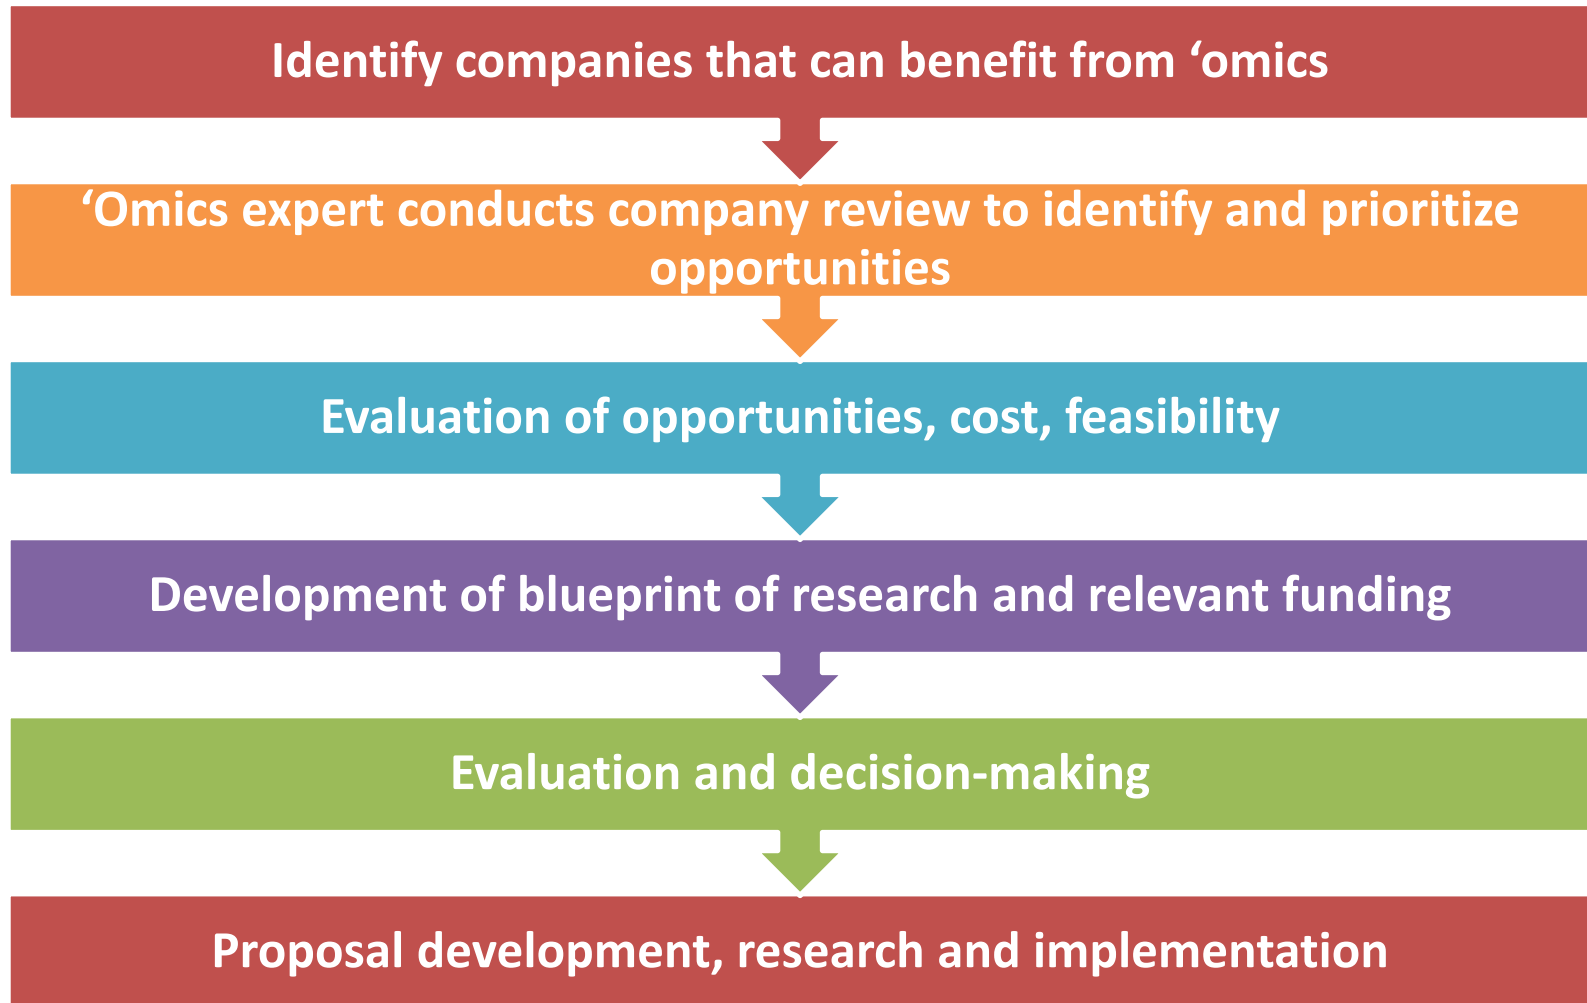 Identify companies that can benefit from ‘omics
‘Omics expert conducts company review to identify and prioritize
opportunities
Evaluation of opportunities, cost, feasibility
Development of blueprint of research and relevant funding
Evaluation and decision-making
Proposal development, research and implementation